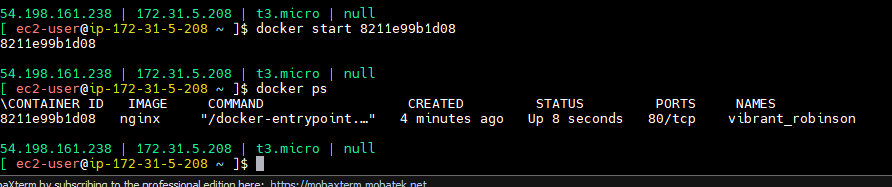 54.198.161.238 | 172.31.5.208 | t3.micro | null
[ ec2-user@ip-172-31-5-208 ~ ]$ docker start 8211e99b1d08
8211e99b1d08
54.198.161.238 | 172.31.5.208 | t3.micro | null
[ ec2-user@ip-172-31-5-208 ~ ]$ docker ps
\CONTAINER ID   IMAGE     COMMAND                  CREATED         STATUS         PORTS     NAMES
8211e99b1d08   nginx     "/docker-entrypoint.…"   4 minutes ago   Up 8 seconds   80/tcp    vibrant_robinson
54.198.161.238 | 172.31.5.208 | t3.micro | null
[ ec2-user@ip-172-31-5-208 ~ ]$
baXterm by subscribing to the professional edition here: https://mobaxterm.mobatek.net